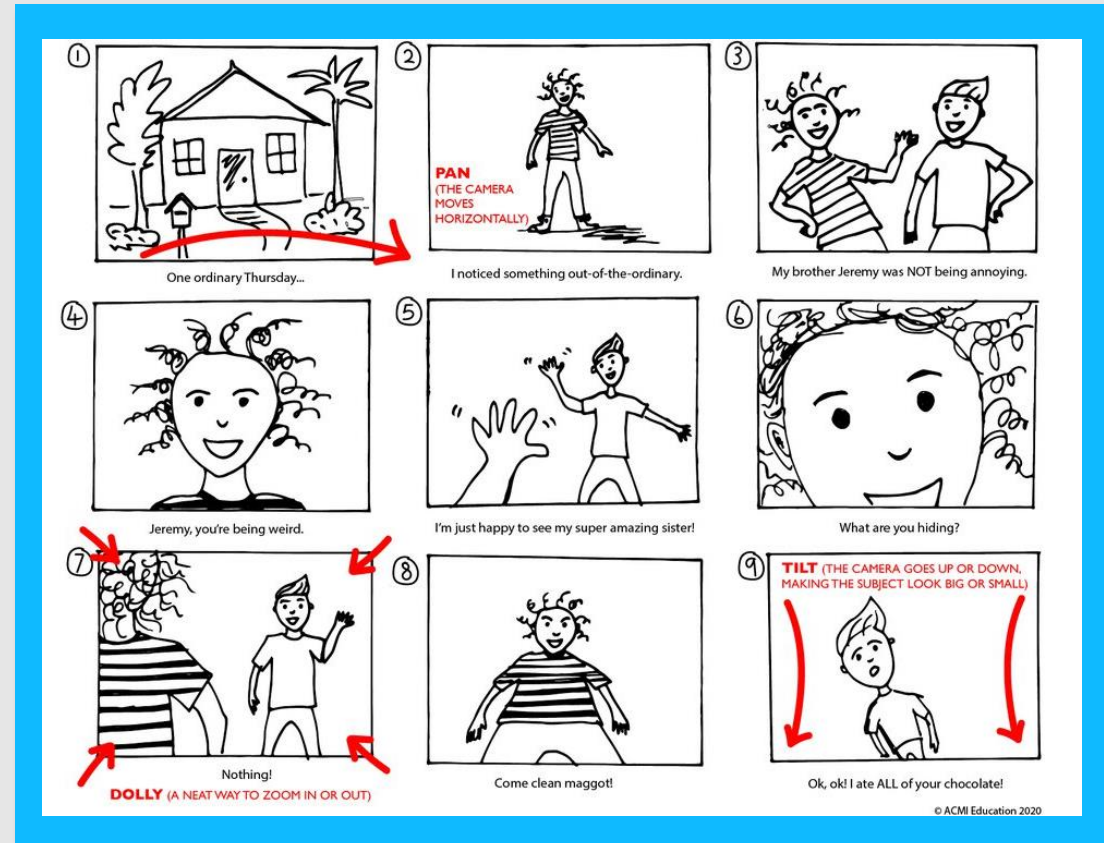 1
One ordinary Thursday...
2
PAN
(THE CAMERA
MOVES
HORIZONTALLY)
I noticed something out-of-the-ordinary.
3
My brother Jeremy was NOT being annoying.
4
Jeremy, you're being weird.
5
I'm just happy to see my super amazing sister!
6
What are you hiding?
7
Nothing!
DOLLY (A NEAT WAY TO ZOOM IN OR OUT)
8
Come clean maggot!
9
TILT (THE CAMERA GOES UP OR DOWN,
MAKING THE SUBJECT LOOK BIG OR SMALL)
Ok, ok! I ate ALL of your chocolate!
© ACMI Education 2020